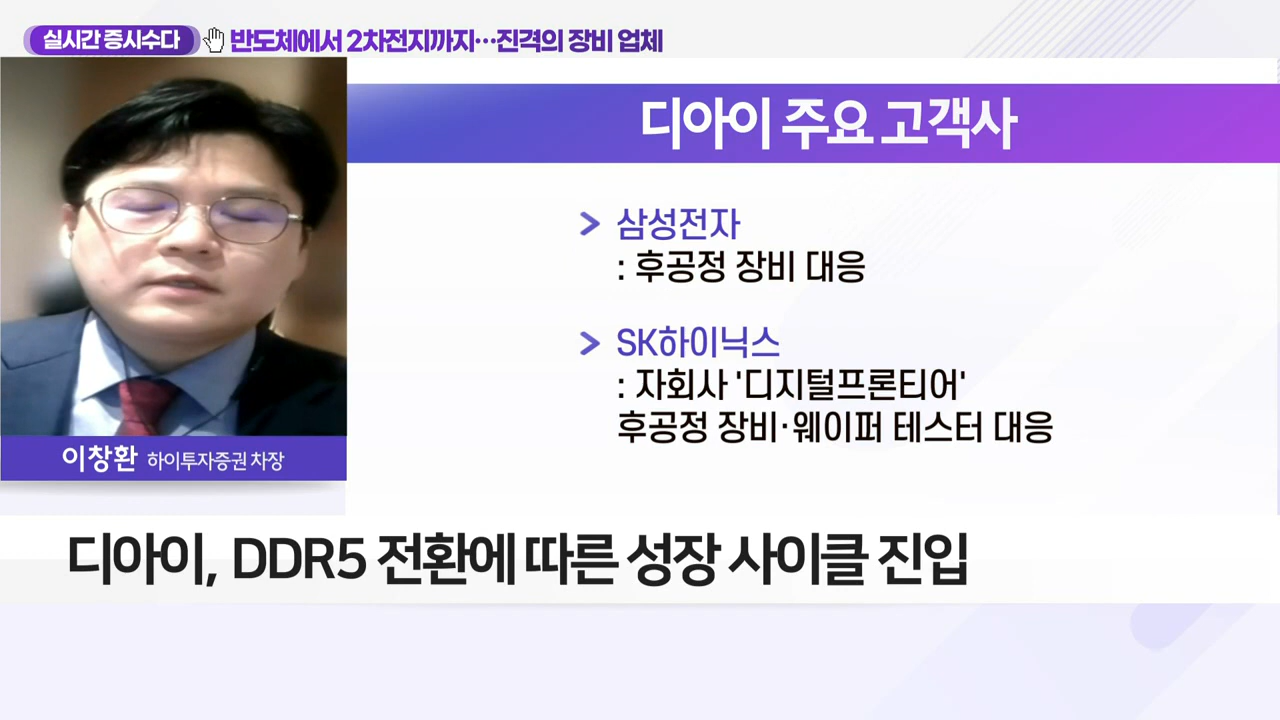 실시간 증시수다 반도체에서 2차전지까지…진격의 장비 업체
디아이 주요 고객사
> 삼성전자
: 후공정 장비 대응
> SK하이닉스
: 자회사 '디지털프론티어'
후공정 장비·웨이퍼 테스터 대응
이창환 하이투자증권 차장
디아이, DDR5 전환에 따른 성장 사이클 진입